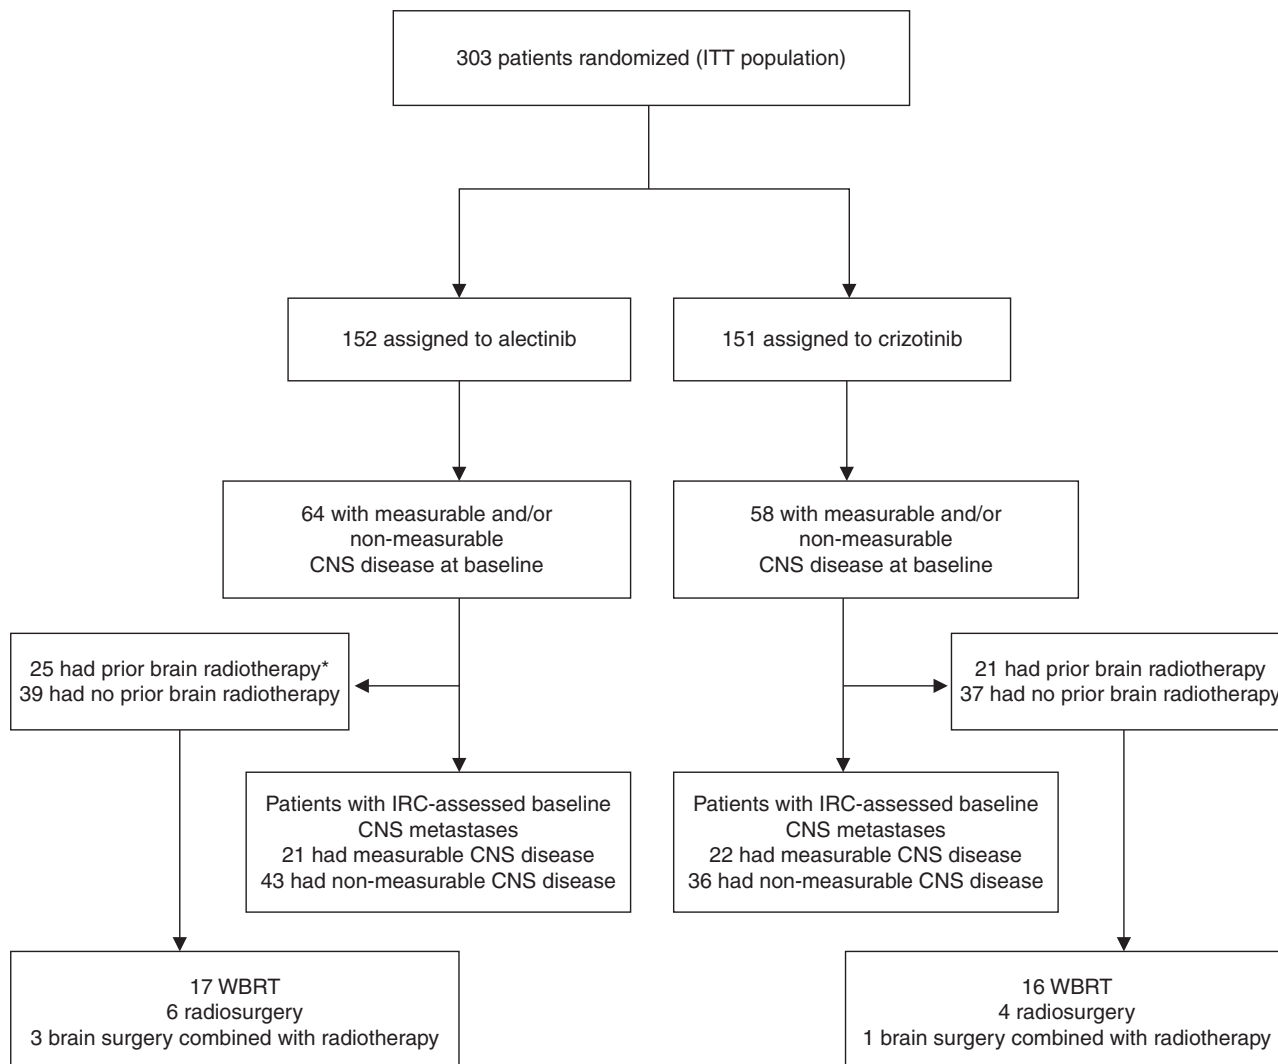 303 patients randomized (ITT population)
152 assigned to alectinib
151 assigned to crizotinib
64 with measurable and/or
non-measurable
CNS disease at baseline
58 with measurable and/or
non-measurable
CNS disease at baseline
25 had prior brain radiotherapy*
39 had no prior brain radiotherapy
21 had prior brain radiotherapy
37 had no prior brain radiotherapy
Patients with IRC-assessed baseline
CNS metastases
21 had measurable CNS disease
43 had non-measurable CNS disease
Patients with IRC-assessed baseline
CNS metastases
22 had measurable CNS disease
36 had non-measurable CNS disease
17 WBRT
6 radiosurgery
3 brain surgery combined with radiotherapy
16 WBRT
4 radiosurgery
1 brain surgery combined with radiotherapy